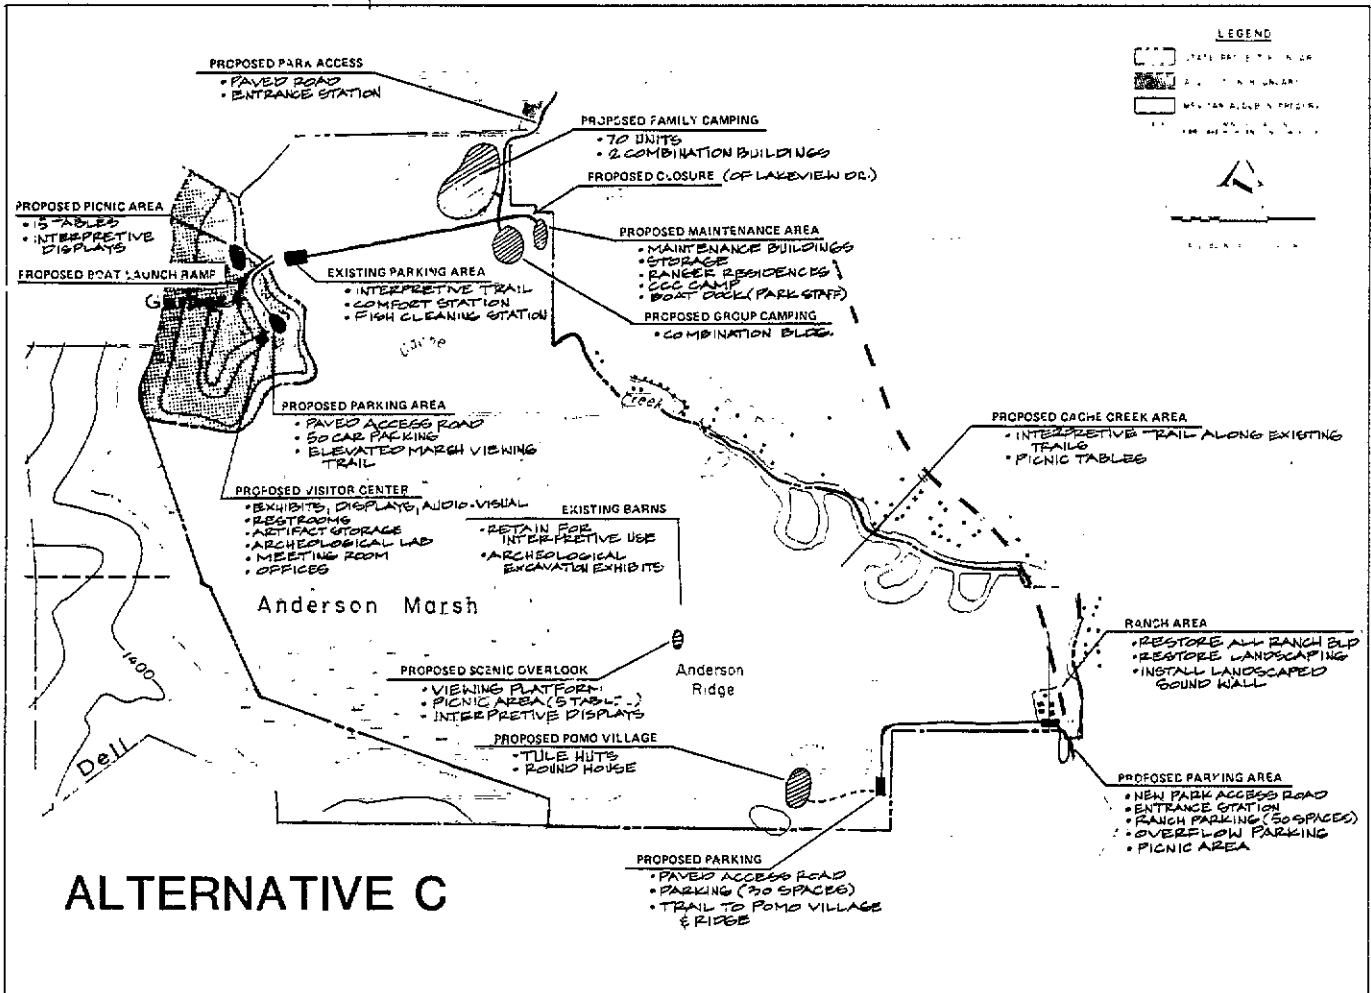 LEGEND
PROPOSED PARK ACCESS
• PAVED ROAD
• ENTRANCE STATION
PROPOSED FAMILY CAMPING
• 70 UNITS
• 2 COMBINATION BUILDINGS
PROPOSED CLOSURE (OF LAKEVIEW DR.)
PROPOSED PICNIC AREA
• 15 TABLES
• INTERPRETIVE
DISPLAYS
PROPOSED BOAT LAUNCH RAMP
EXISTING PARKING AREA
• INTERPRETIVE TRAIL
• COMFORT STATION
• FISH CLEANING STATION
PROPOSED MAINTENANCE AREA
• MAINTENANCE BUILDINGS
• STORAGE
• RANGER RESIDENCES
• CCC CAMP
• BOAT DOCK (PARK STAFF)
PROPOSED GROUP CAMPING
• COMBINATION BLDG.
Cache
Creek
PROPOSED PARKING AREA
• PAVED ACCESS ROAD
• 50 CAR PARKING
• ELEVATED MARSH VIEWING
TRAIL
PROPOSED CACHE CREEK AREA
• INTERPRETIVE TRAIL ALONG EXISTING
TRAILS
• PICNIC TABLES
PROPOSED VISITOR CENTER
• EXHIBITS, DISPLAYS, AUDIO-VISUAL
• RESTROOMS
• ARTIFACT STORAGE
• ARCHEOLOGICAL LAB
• MEETING ROOM
• OFFICES
EXISTING BARNS
• RETAIN FOR
INTERPRETIVE USE
• ARCHEOLOGICAL
EXCAVATION EXHIBITS
Anderson Marsh
RANCH AREA
• RESTORE ALL RANCH BLD
• RESTORE LANDSCAPING
• INSTALL LANDSCAPED
SOUND WALL
1400
Dell
PROPOSED SCENIC OVERLOOK
• VIEWING PLATFORM
• PICNIC AREA (5
• INTERPRETIVE DISPLAYS
Anderson
Ridge
PROPOSED POMO VILLAGE
• TULE HUTS
• ROUND HOUSE
PROPOSED PARKING AREA
• NEW PARK ACCESS ROAD
• ENTRANCE STATION
• RANCH PARKING (50 SPACES)
• OVERFLOW PARKING
• PICNIC AREA
PROPOSED PARKING
• PAVED ACCESS ROAD
• PARKING (30 SPACES)
• TRAIL TO POMO VILLAGE
& RIDGE
ALTERNATIVE C